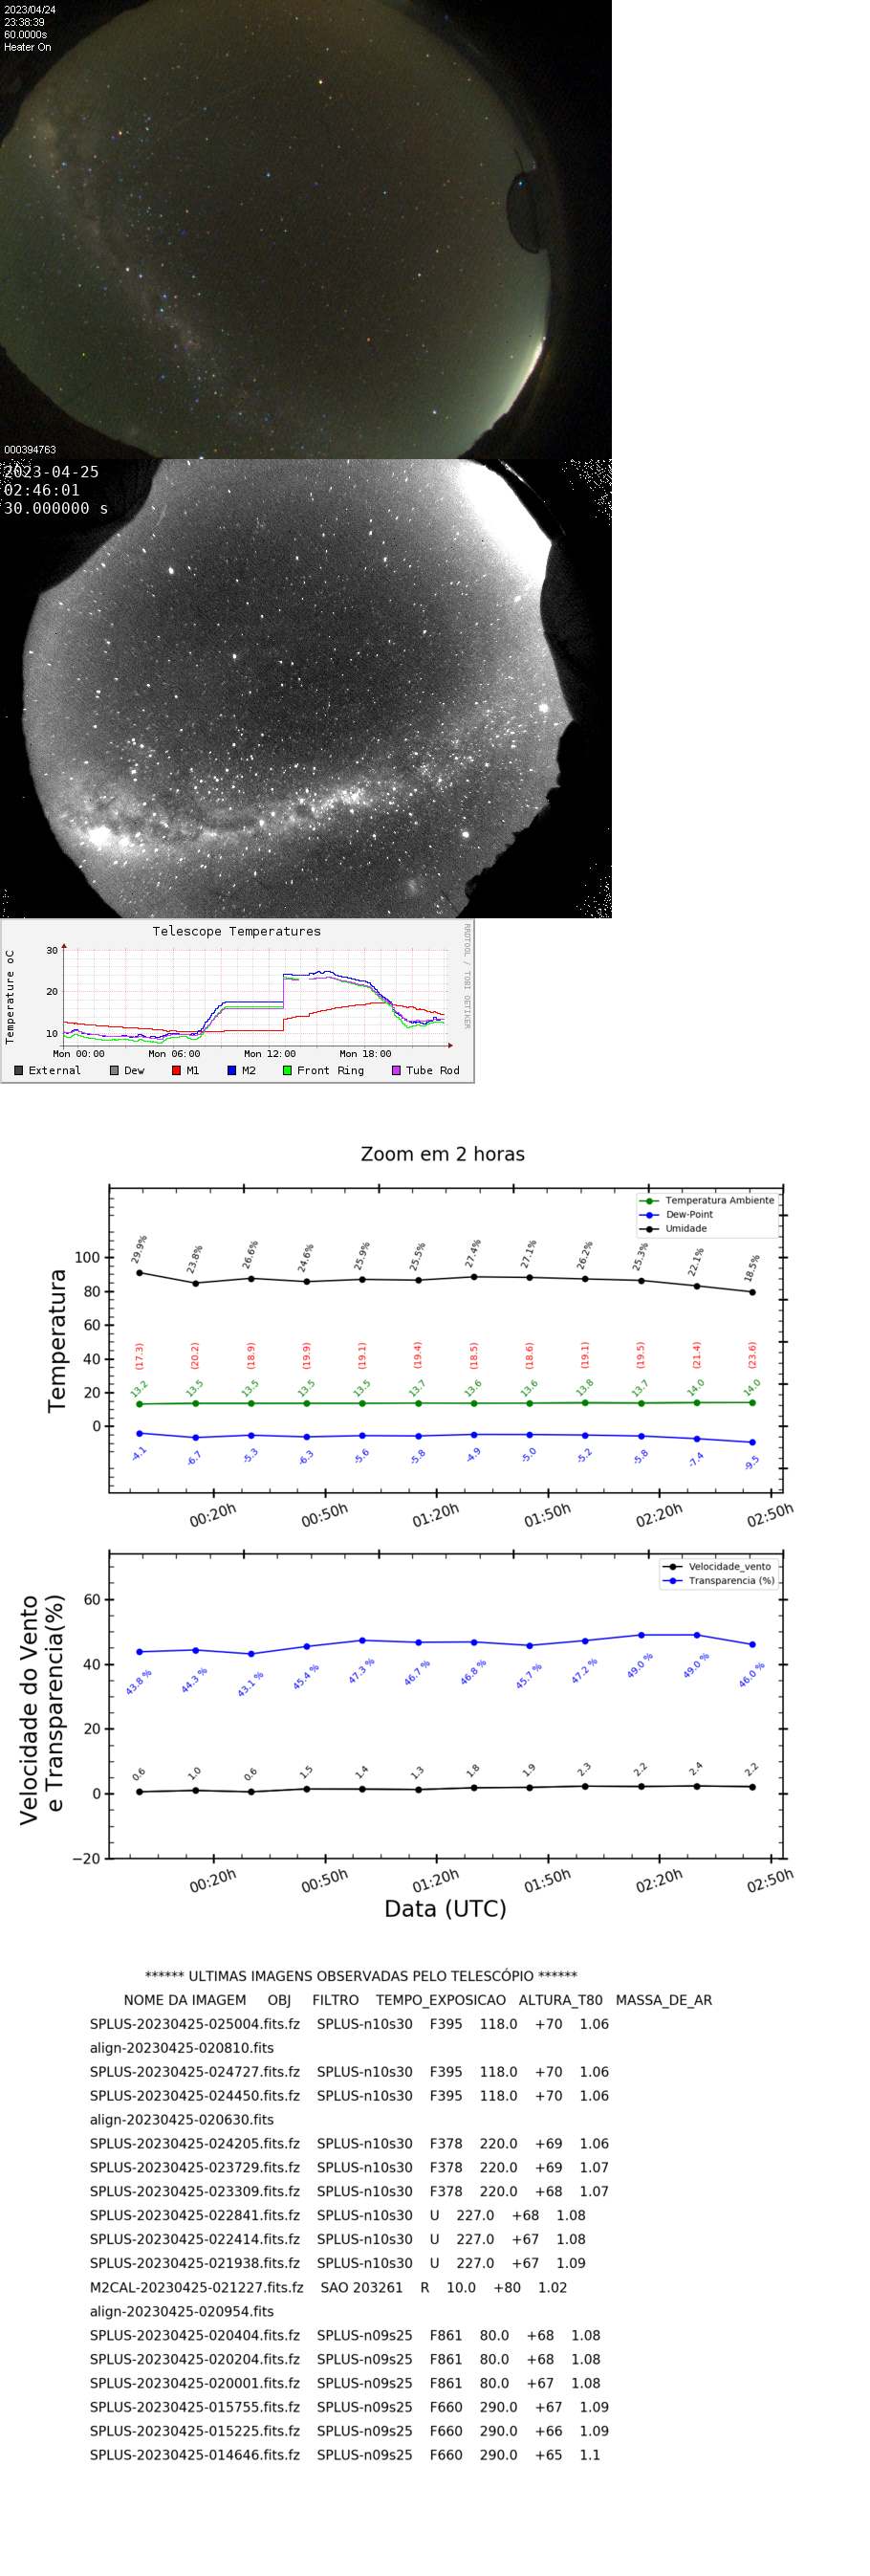 2023/04/24
23:38:39
60.0000s
Heater On
000394763
2023-04-25
02:46:01
30.000000 s
Telescope Temperatures
RRDTOOL / TOBI OETIKER
Temperature oC
30
20
10
Mon 00:00 Mon 06:00 Mon 12:00 Mon 18:00
External Dew M1 M2 Front Ring Tube Rod
Zoom em 2 horas
Temperatura Ambiente
Dew-Point
Umidade
Temperatura
100
80
60
40
20
0
29.9% 23.8% 26.6% 24.6% 25.9% 25.5% 27.4% 27.1% 26.2% 25.3% 22.1% 18.5%
(17.3) (20.2) (18.9) (19.9) (19.1) (19.4) (18.5) (18.6) (19.1) (19.5) (21.4) (23.6)
13.2 13.5 13.5 13.5 13.5 13.7 13.6 13.6 13.8 13.7 14.0 14.0
-4.1 -6.7 -5.3 -6.3 -5.6 -5.8 -4.9 -5.0 -5.2 -5.8 -7.4 -9.5
00:20h 00:50h 01:20h 01:50h 02:20h 02:50h
Velocidade_vento
Transparencia (%)
Velocidade do Vento
e Transparencia(%)
60
40
20
0
−20
43.8 % 44.3 % 43.1 % 45.4 % 47.3 % 46.7 % 46.8 % 45.7 % 47.2 % 49.0 % 49.0 % 46.0 %
0.6 1.0 0.6 1.5 1.4 1.3 1.8 1.9 2.3 2.2 2.4 2.2
00:20h 00:50h 01:20h 01:50h 02:20h 02:50h
Data (UTC)
****** ULTIMAS IMAGENS OBSERVADAS PELO TELESCÓPIO ******
NOME DA IMAGEM OBJ FILTRO TEMPO_EXPOSICAO ALTURA_T80 MASSA_DE_AR
SPLUS-20230425-025004.fits.fz SPLUS-n10s30 F395 118.0 +70 1.06
align-20230425-020810.fits
SPLUS-20230425-024727.fits.fz SPLUS-n10s30 F395 118.0 +70 1.06
SPLUS-20230425-024450.fits.fz SPLUS-n10s30 F395 118.0 +70 1.06
align-20230425-020630.fits
SPLUS-20230425-024205.fits.fz SPLUS-n10s30 F378 220.0 +69 1.06
SPLUS-20230425-023729.fits.fz SPLUS-n10s30 F378 220.0 +69 1.07
SPLUS-20230425-023309.fits.fz SPLUS-n10s30 F378 220.0 +68 1.07
SPLUS-20230425-022841.fits.fz SPLUS-n10s30 U 227.0 +68 1.08
SPLUS-20230425-022414.fits.fz SPLUS-n10s30 U 227.0 +67 1.08
SPLUS-20230425-021938.fits.fz SPLUS-n10s30 U 227.0 +67 1.09
M2CAL-20230425-021227.fits.fz SAO 203261 R 10.0 +80 1.02
align-20230425-020954.fits
SPLUS-20230425-020404.fits.fz SPLUS-n09s25 F861 80.0 +68 1.08
SPLUS-20230425-020204.fits.fz SPLUS-n09s25 F861 80.0 +68 1.08
SPLUS-20230425-020001.fits.fz SPLUS-n09s25 F861 80.0 +67 1.08
SPLUS-20230425-015755.fits.fz SPLUS-n09s25 F660 290.0 +67 1.09
SPLUS-20230425-015225.fits.fz SPLUS-n09s25 F660 290.0 +66 1.09
SPLUS-20230425-014646.fits.fz SPLUS-n09s25 F660 290.0 +65 1.1